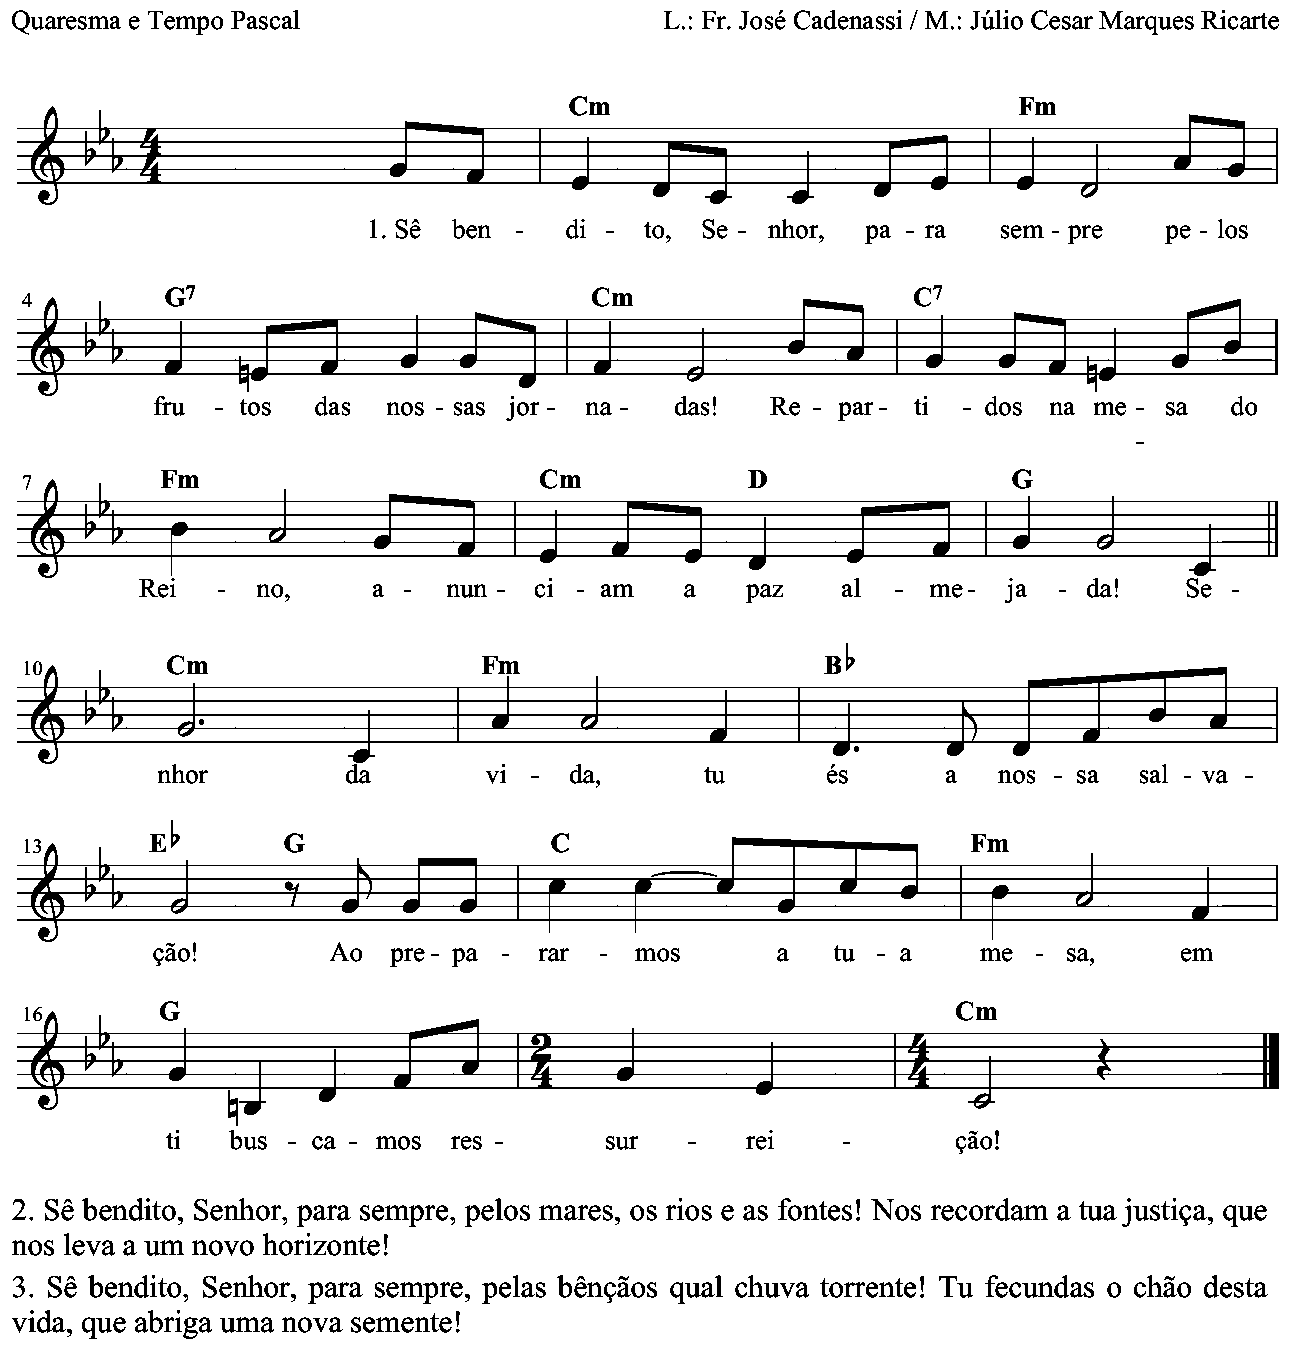 Quaresma e Tempo Pascal L.: Fr. José Cadenassi / M.: Júlio Cesar Marques Ricarte
Cm Fm
4 4
1. Sê ben - di - to, Se - nhor, pa - ra sem - pre pe - los
4 G7 Cm C7
fru - tos das nos - sas jor - na - das! Re - par - ti - dos na me - sa do
-
7 Fm Cm D G
Rei - no, a - nun - ci - am a paz al - me - ja - da! Se -
10 Cm Fm B♭
nhor da vi - da, tu és a nos - sa sal - va -
13 E♭ G C Fm
ção! Ao pre - pa - rar - mos a tu - a me - sa, em
16 G Cm
2 4 4 4
ti bus - ca - mos res - sur - rei - ção!
2. Sê bendito, Senhor, para sempre, pelos mares, os rios e as fontes! Nos recordam a tua justiça, que
nos leva a um novo horizonte!
3. Sê bendito, Senhor, para sempre, pelas bênçãos qual chuva torrente! Tu fecundas o chão desta
vida, que abriga uma nova semente!